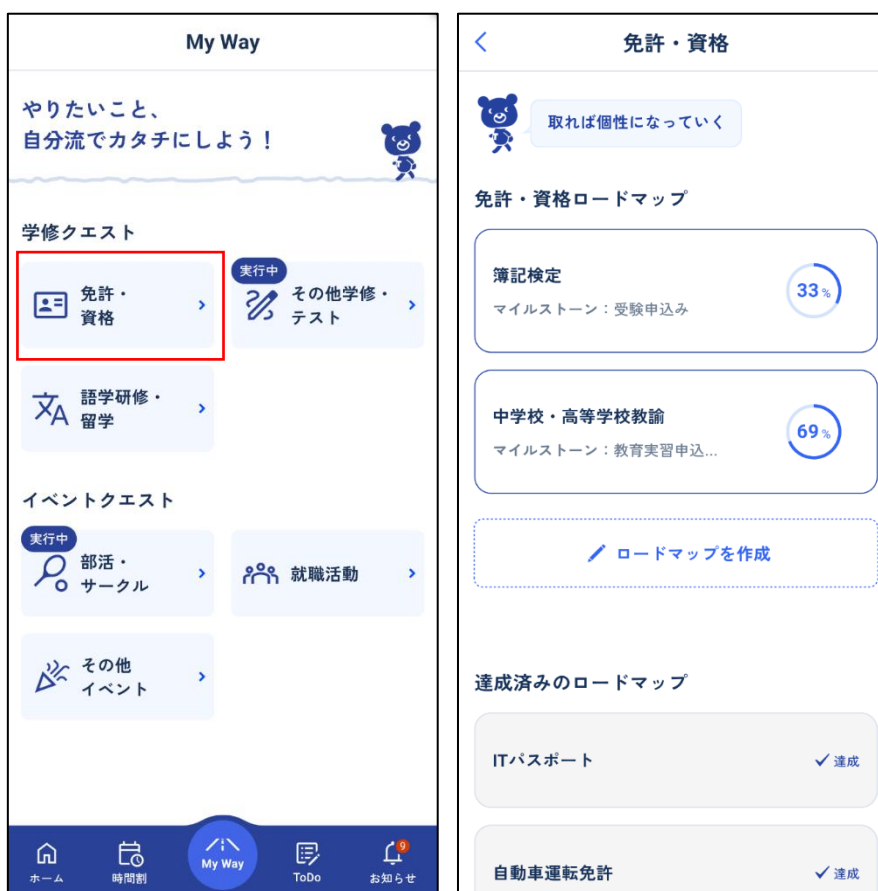 My Way
やりたいこと、
自分流でカタチにしよう！
学修クエスト
免許・
資格
実行中
その他学修・
テスト
語学研修・
留学
イベントクエスト
実行中
部活・
サークル
就職活動
その他
イベント
ホーム
時間割
My Way
ToDo
9
お知らせ
免許・資格
取れば個性になっていく
免許・資格ロードマップ
簿記検定
マイルストーン：受験申込み
33%
中学校・高等学校教諭
マイルストーン：教育実習申込...
69%
ロードマップを作成
達成済みのロードマップ
ITパスポート
達成
自動車運転免許
達成